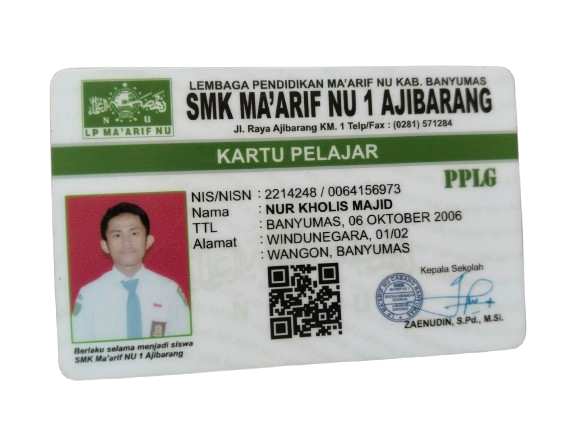 N U
LP MA'ARIF NU
LEMBAGA PENDIDIKAN MA'ARIF NU KAB. BANYUMAS
SMK MA'ARIF NU 1 AJIBARANG
Jl. Raya Ajibarang KM. 1 Telp/Fax : (0281) 571284
KARTU PELAJAR
PPLG
NIS/NISN : 2214248 / 0064156973
Nama : NUR KHOLIS MAJID
TTL : BANYUMAS, 06 OKTOBER 2006
Alamat : WINDUNEGARA, 01/02
: WANGON, BANYUMAS
Kepala Sekolah
ZAENUDIN, S.Pd., M.Si.
Berlaku selama menjadi siswa
SMK Ma'arif NU 1 Ajibarang